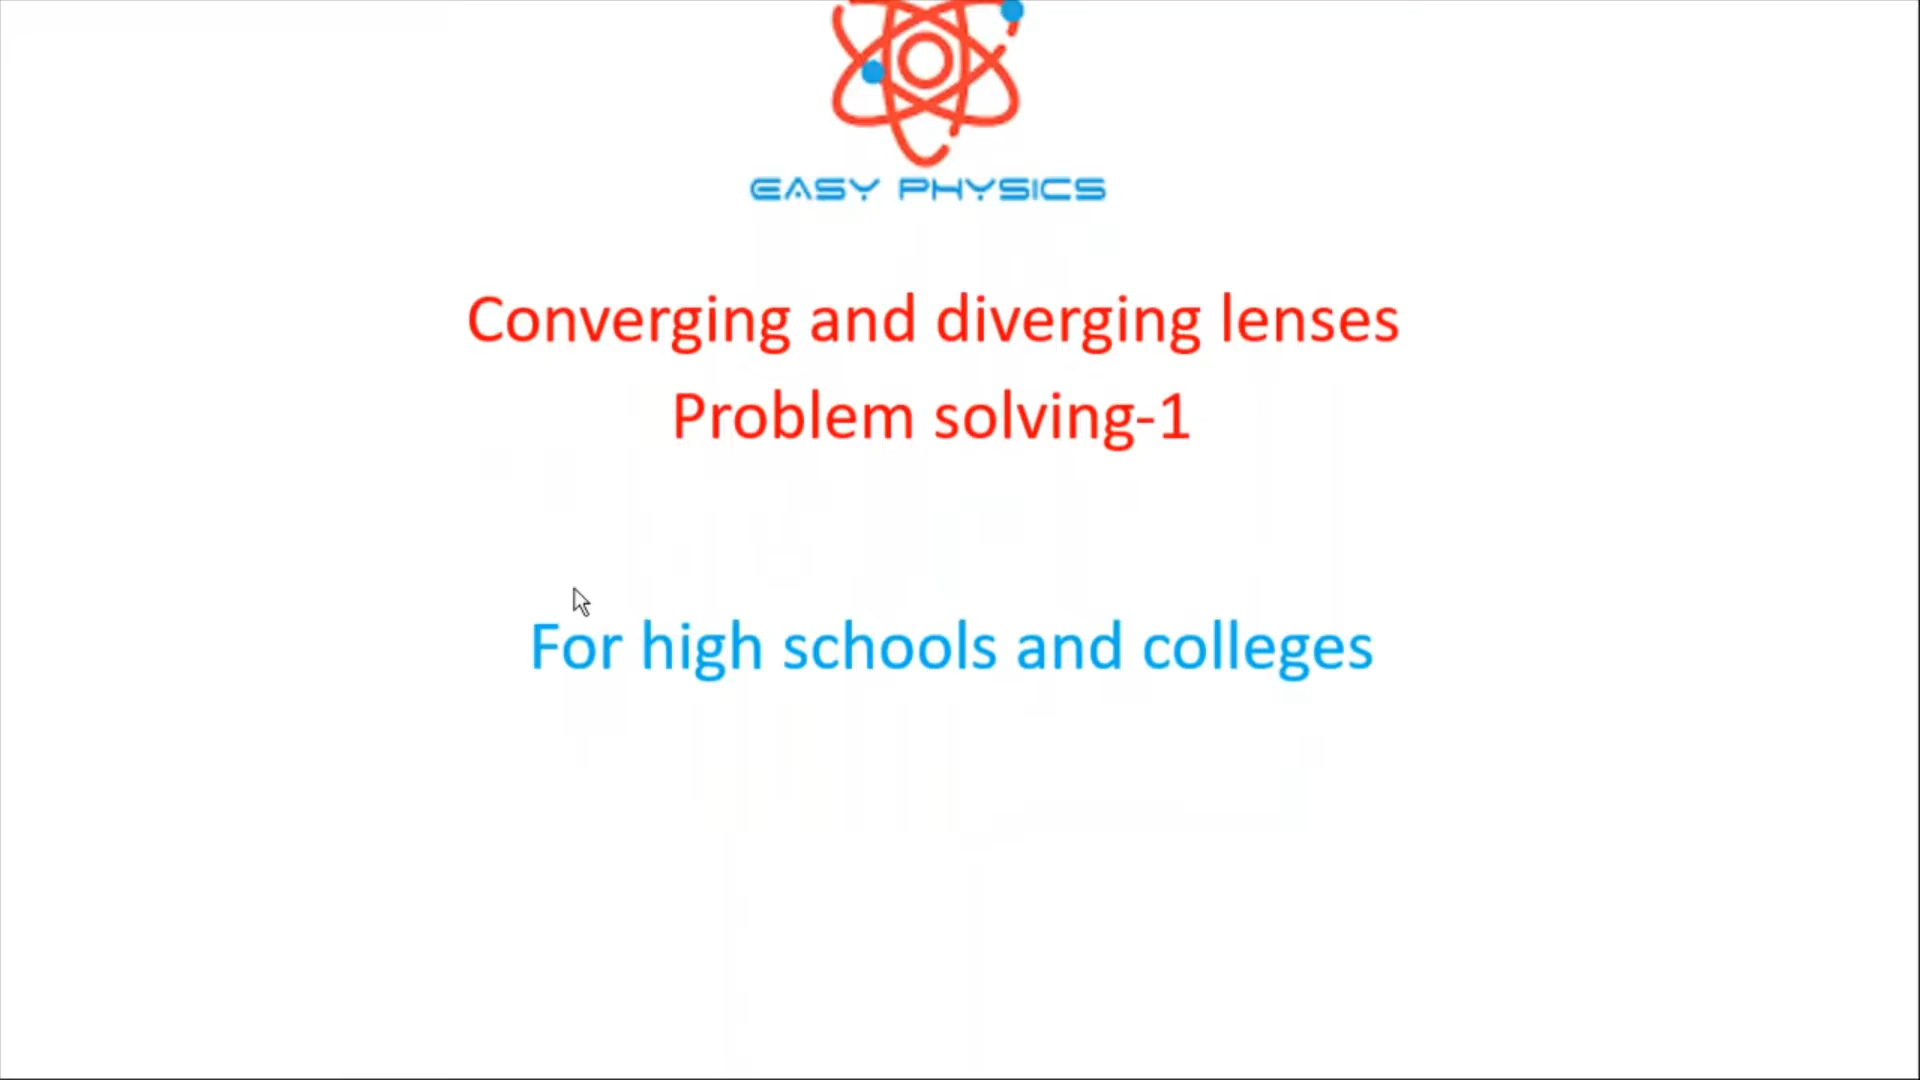 EASY PHYSICS
Converging and diverging lenses
Problem solving-1
For high schools and colleges